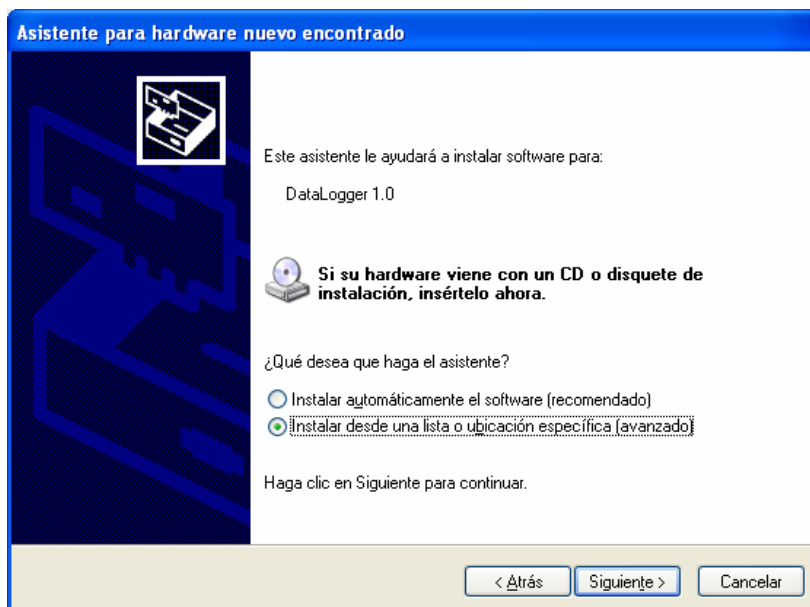 Asistente para hardware nuevo encontrado
Este asistente le ayudará a instalar software para:
DataLogger 1.0
Si su hardware viene con un CD o disquete de
instalación, insértelo ahora.
¿Qué desea que haga el asistente?
Instalar automáticamente el software (recomendado)
Instalar desde una lista o ubicación específica (avanzado)
Haga clic en Siguiente para continuar.
< Atrás
Siguiente >
Cancelar